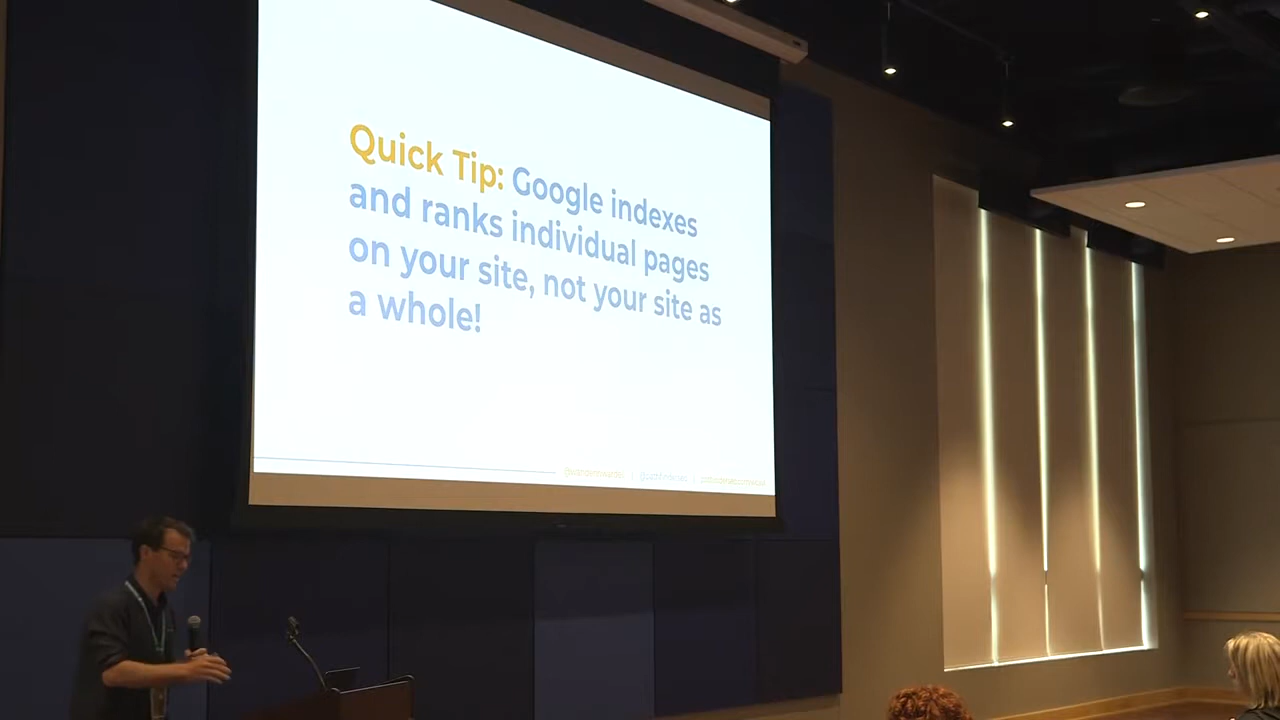 Quick Tip: Google indexes
and ranks individual pages
on your site, not your site as
a whole!